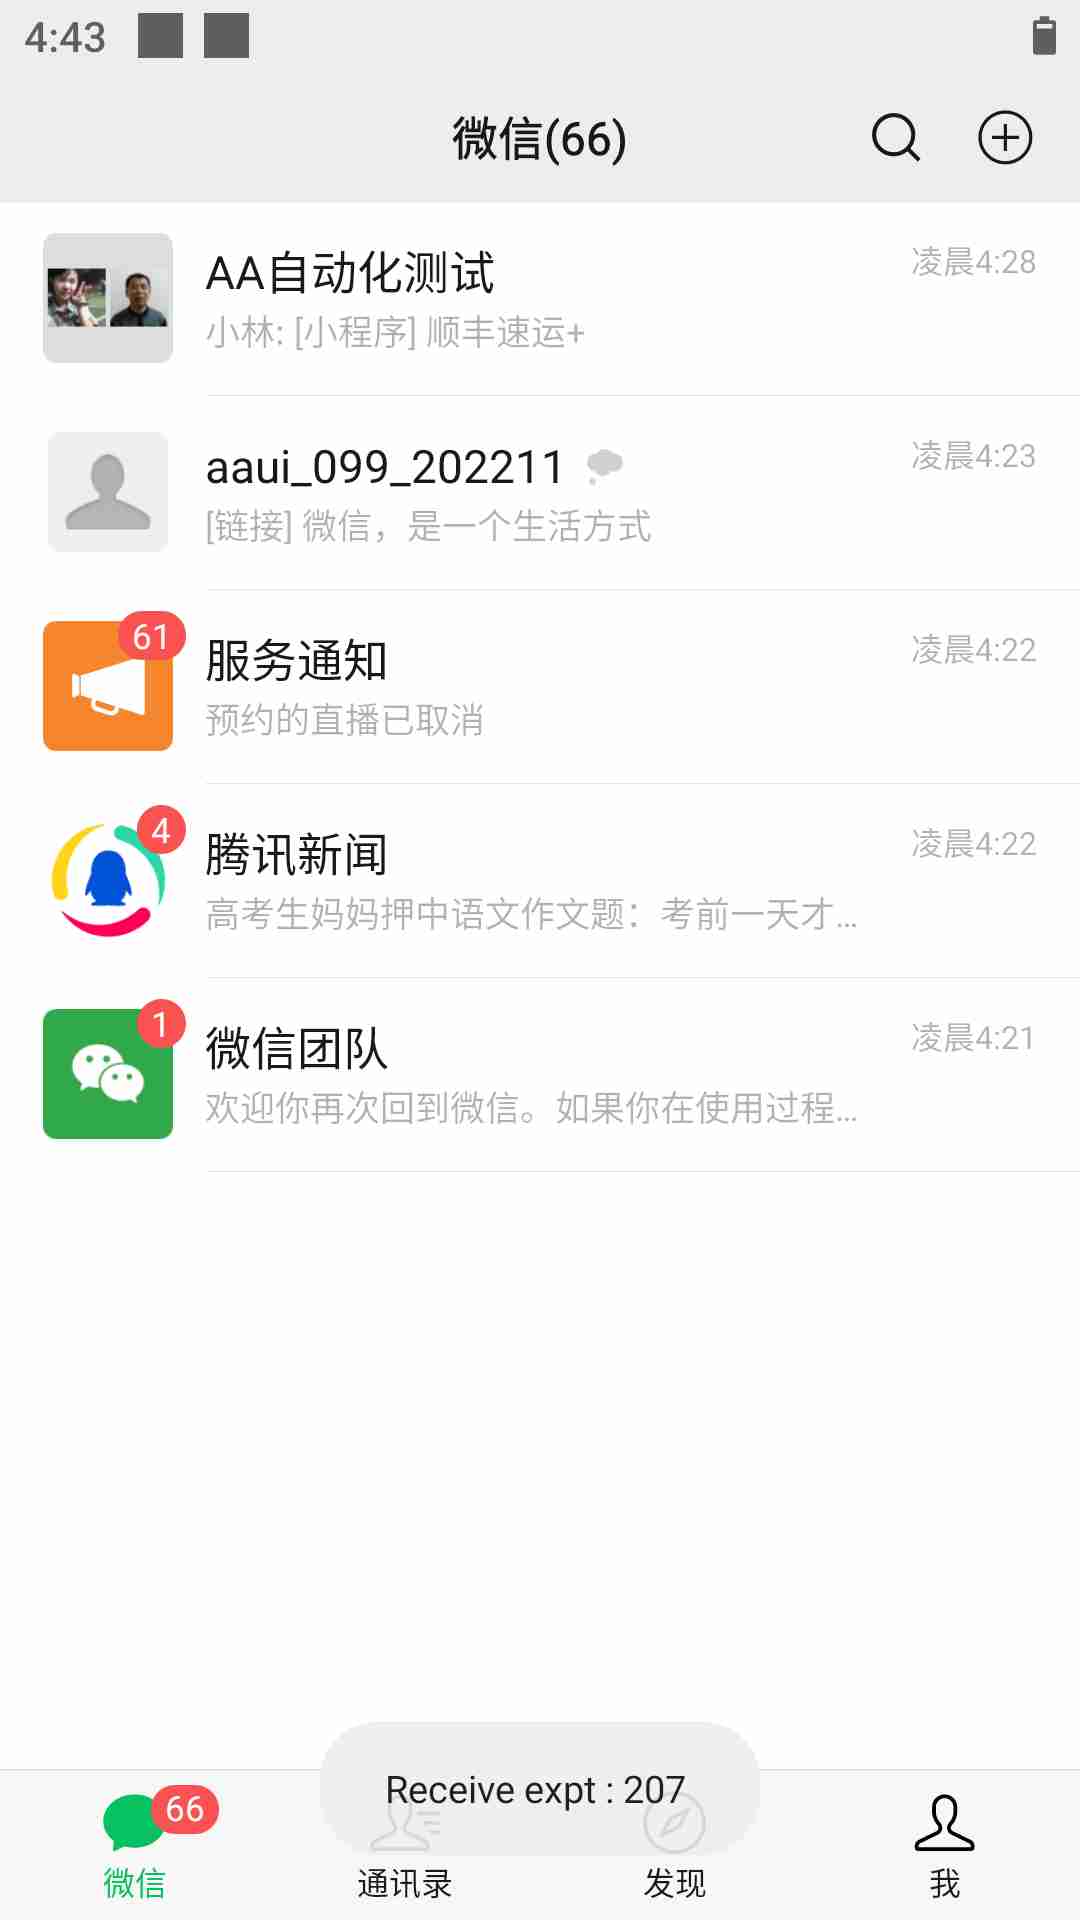 4:43
微信(66)
AA自动化测试
凌晨4:28
小林: [小程序] 顺丰速运+
aaui_099_202211
凌晨4:23
[链接] 微信，是一个生活方式
61
服务通知
凌晨4:22
预约的直播已取消
4
腾讯新闻
凌晨4:22
高考生妈妈押中语文作文题：考前一天才...
1
微信团队
凌晨4:21
欢迎你再次回到微信。如果你在使用过程...
Receive expt : 207
66
微信
通讯录
发现
我